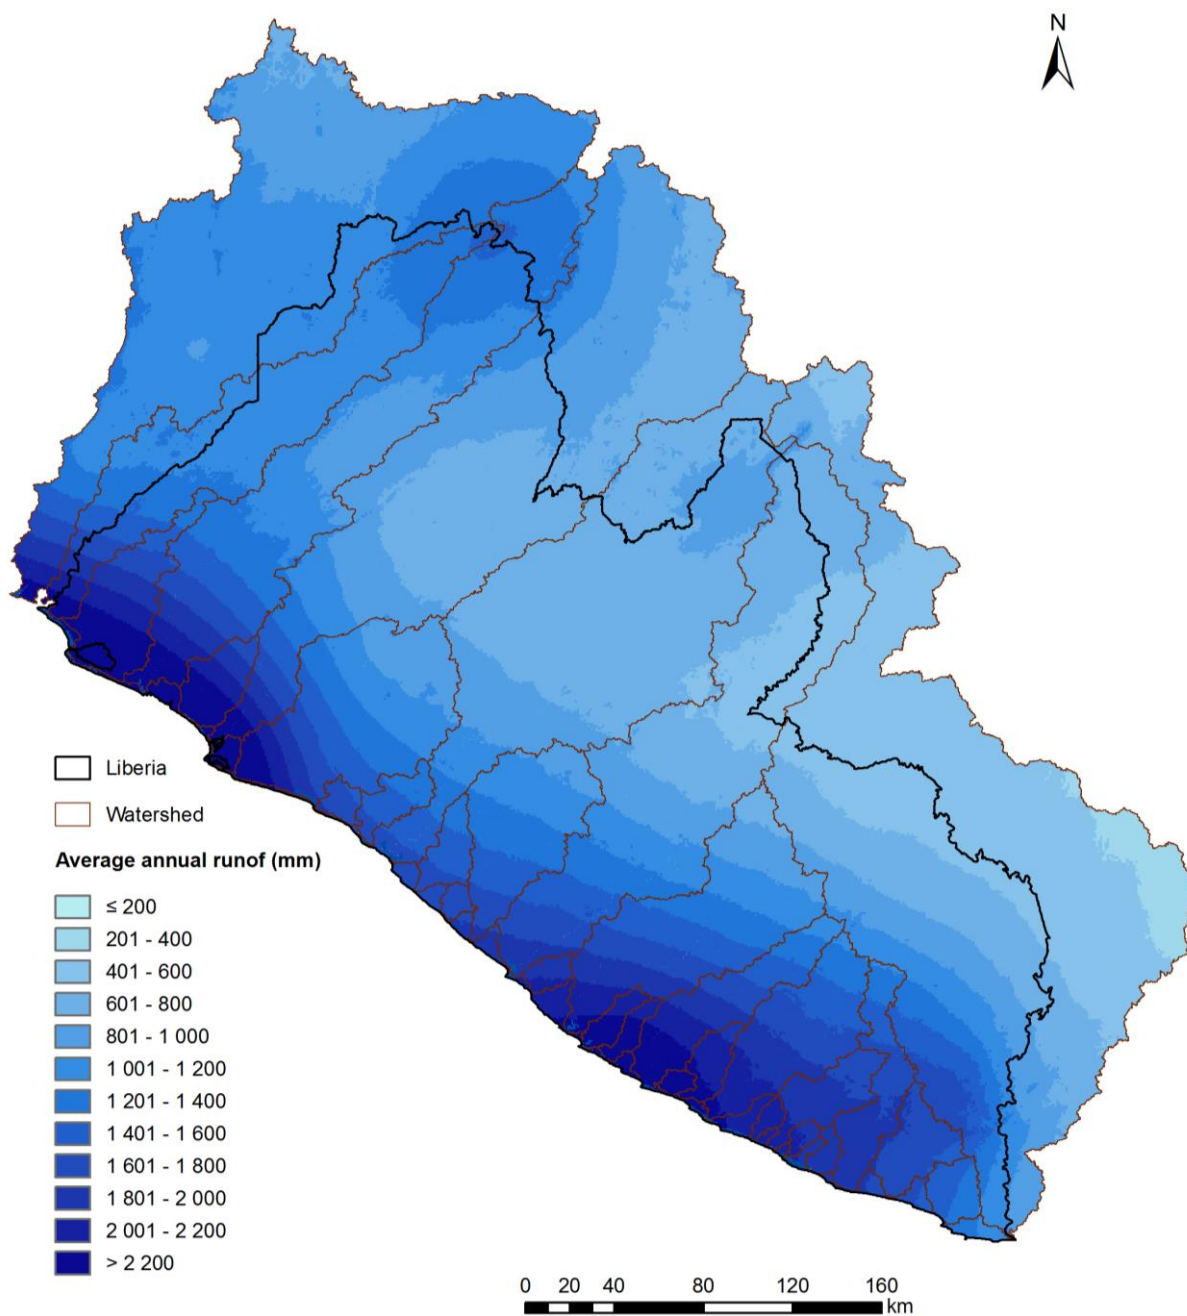 N
Liberia
Watershed
Average annual runof (mm)
≤ 200
201 - 400
401 - 600
601 - 800
801 - 1 000
1 001 - 1 200
1 201 - 1 400
1 401 - 1 600
1 601 - 1 800
1 801 - 2 000
2 001 - 2 200
> 2 200
0 20 40 80 120 160
km